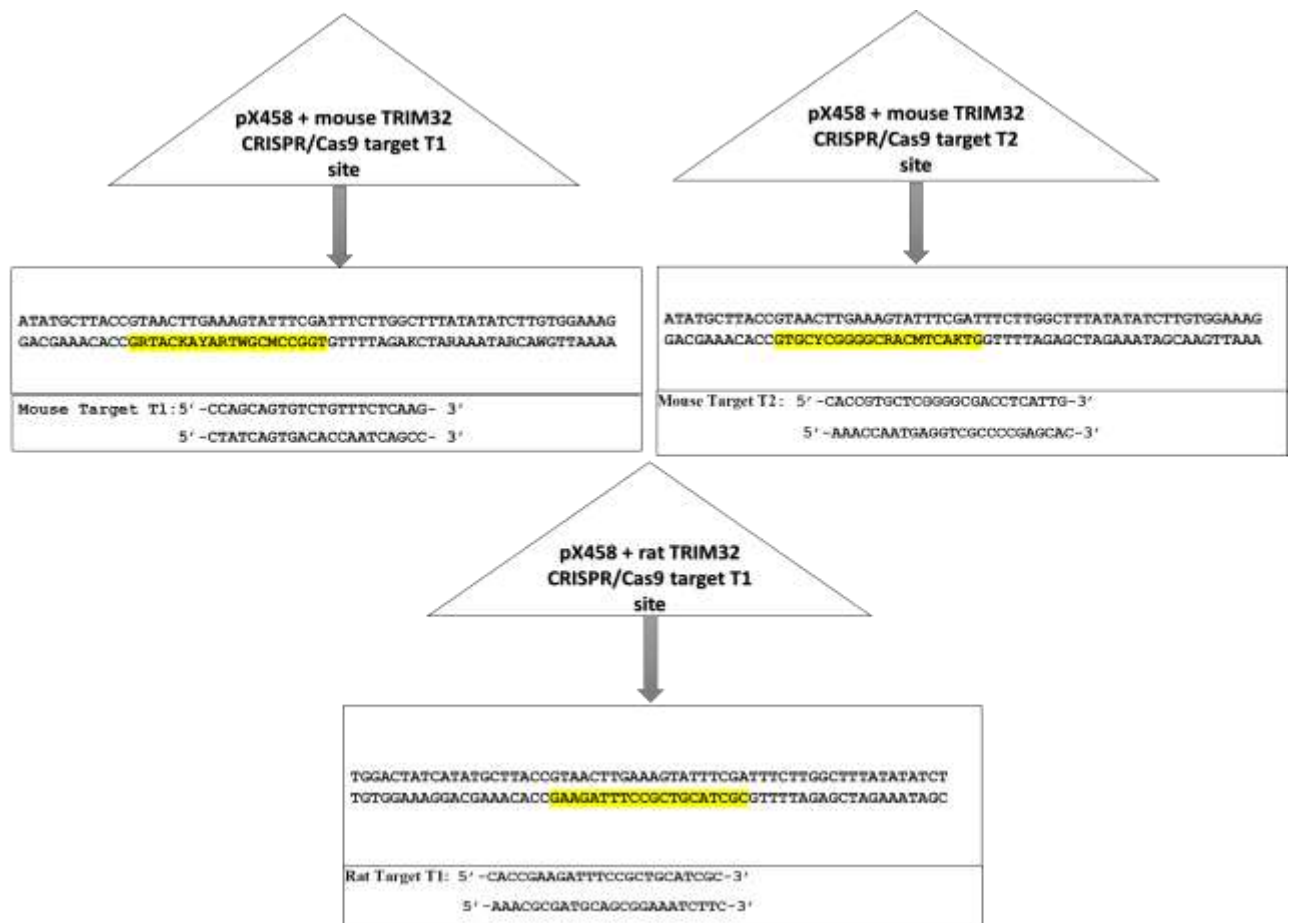 pX458 + mouse TRIM32
CRISPR/Cas9 target T1
site
pX458 + mouse TRIM32
CRISPR/Cas9 target T2
site
ATATGCTTACCGTAACTTGAAAGTATTTCGATTTCTTGGCTTTATATATCTTGTGGAAAG
GACGAAACACCGRTACKAYARTWGCMCCGGTGTTTTAGAKCTARAAATARCAWGTTAAAA
Mouse Target T1:5'-CCAGCAGTGTCTGTTTCTCAAG- 3'
5'-CTATCAGTGACACCAATCAGCC- 3'
ATATGCTTACCGTAACTTGAAAGTATTTCGATTTCTTGGCTTTATATATCTTGTGGAAAG
GACGAAACACCGTGCYCGGGGCRACMTCAKTGGTTTTAGAGCTAGAAATAGCAAGTTAAA
Mouse Target T2: 5'-CACCGTGCTCGGGGCGACCTCATTG-3'
5'-AAACCAATGAGGTCGCCCCGAGCAC-3'
pX458 + rat TRIM32
CRISPR/Cas9 target T1
site
TGGACTATCATATGCTTACCGTAACTTGAAAGTATTTCGATTTCTTGGCTTTATATATCT
TGTGGAAAGGACGAAACACCGAAGATTTCCGCTGCATCGCGTTTTAGAGCTAGAAATAGC
Rat Target T1: 5'-CACCGAAGATTTCCGCTGCATCGC-3'
5'-AAACGCGATGCAGCGGAAATCTTC-3'